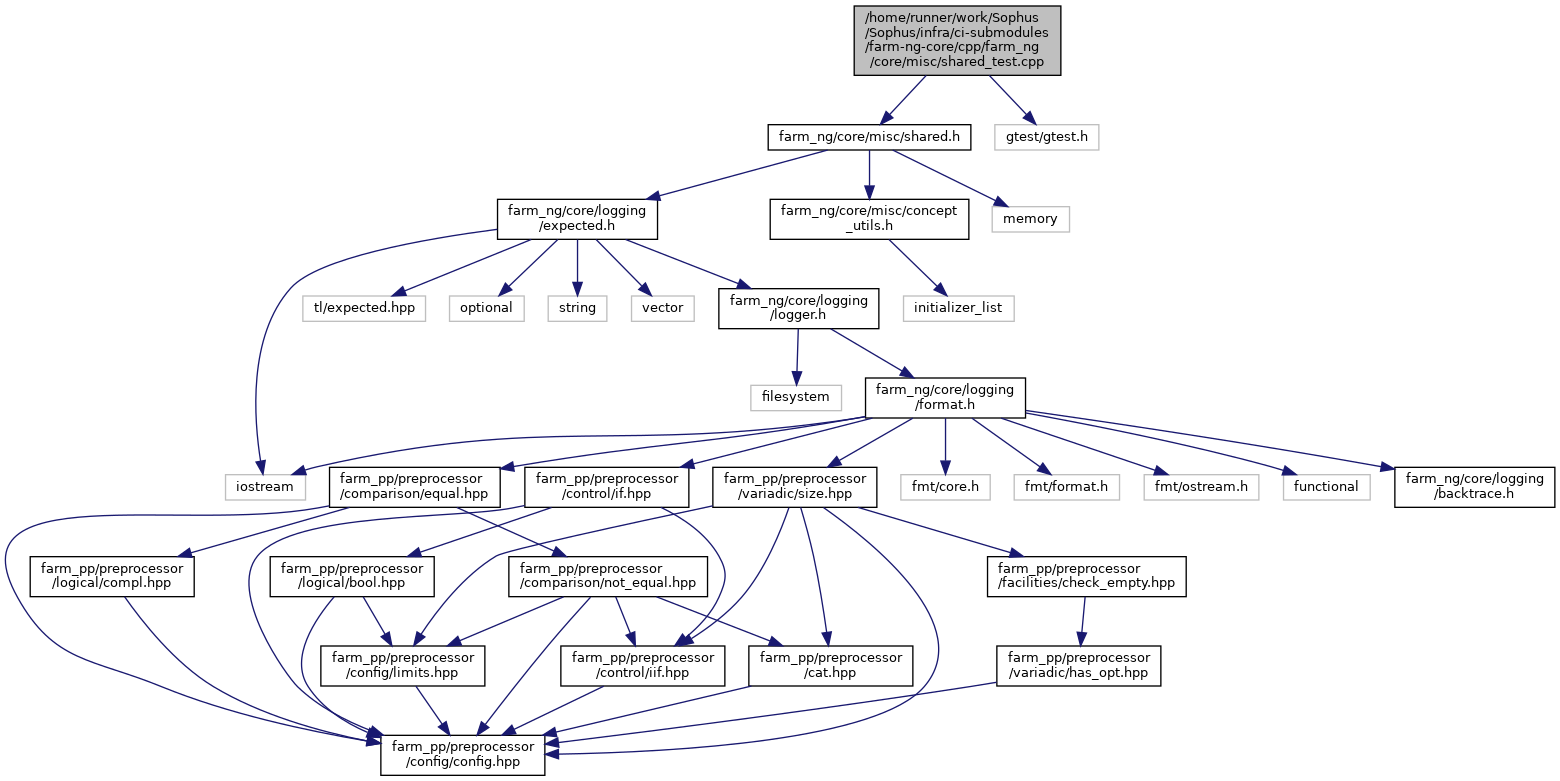 /home/runner/work/Sophus
/Sophus/infra/ci-submodules
/farm-ng-core/cpp/farm_ng
/core/misc/shared_test.cpp
farm_ng/core/misc/shared.h
gtest/gtest.h
farm_ng/core/logging
/expected.h
farm_ng/core/misc/concept
_utils.h
memory
tl/expected.hpp
optional
string
vector
farm_ng/core/logging
/logger.h
initializer_list
filesystem
farm_ng/core/logging
/format.h
iostream
farm_pp/preprocessor
/comparison/equal.hpp
farm_pp/preprocessor
/control/if.hpp
farm_pp/preprocessor
/variadic/size.hpp
fmt/core.h
fmt/format.h
fmt/ostream.h
functional
farm_ng/core/logging
/backtrace.h
farm_pp/preprocessor
/logical/compl.hpp
farm_pp/preprocessor
/logical/bool.hpp
farm_pp/preprocessor
/comparison/not_equal.hpp
farm_pp/preprocessor
/facilities/check_empty.hpp
farm_pp/preprocessor
/config/limits.hpp
farm_pp/preprocessor
/control/iif.hpp
farm_pp/preprocessor
/cat.hpp
farm_pp/preprocessor
/variadic/has_opt.hpp
farm_pp/preprocessor
/config/config.hpp